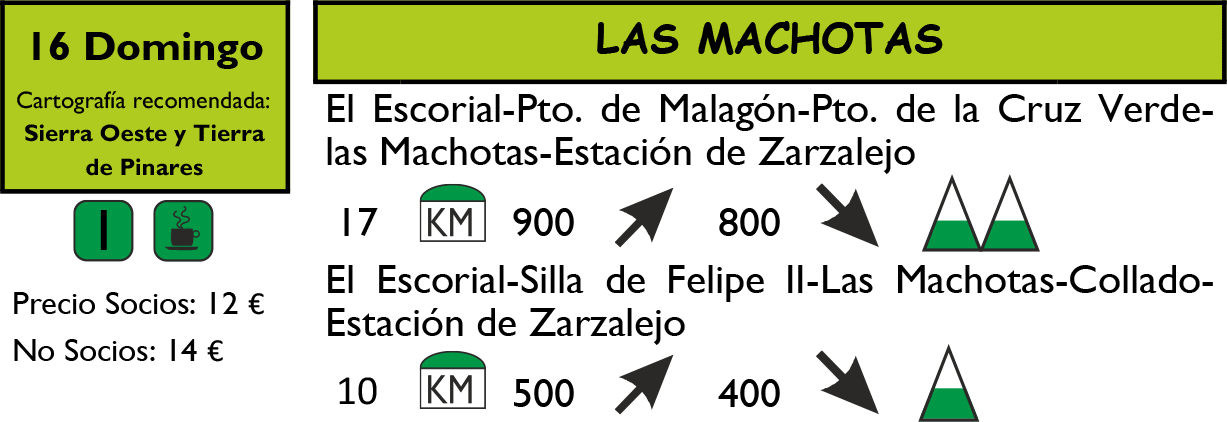 16 Domingo
Cartografía recomendada:
Sierra Oeste y Tierra
de Pinares
I
Precio Socios: 12 €
No Socios: 14 €
LAS MACHOTAS
El Escorial-Pto. de Malagón-Pto. de la Cruz Verde-
las Machotas-Estación de Zarzalejo
17 KM 900 800
El Escorial-Silla de Felipe II-Las Machotas-Collado-
Estación de Zarzalejo
10 KM 500 400